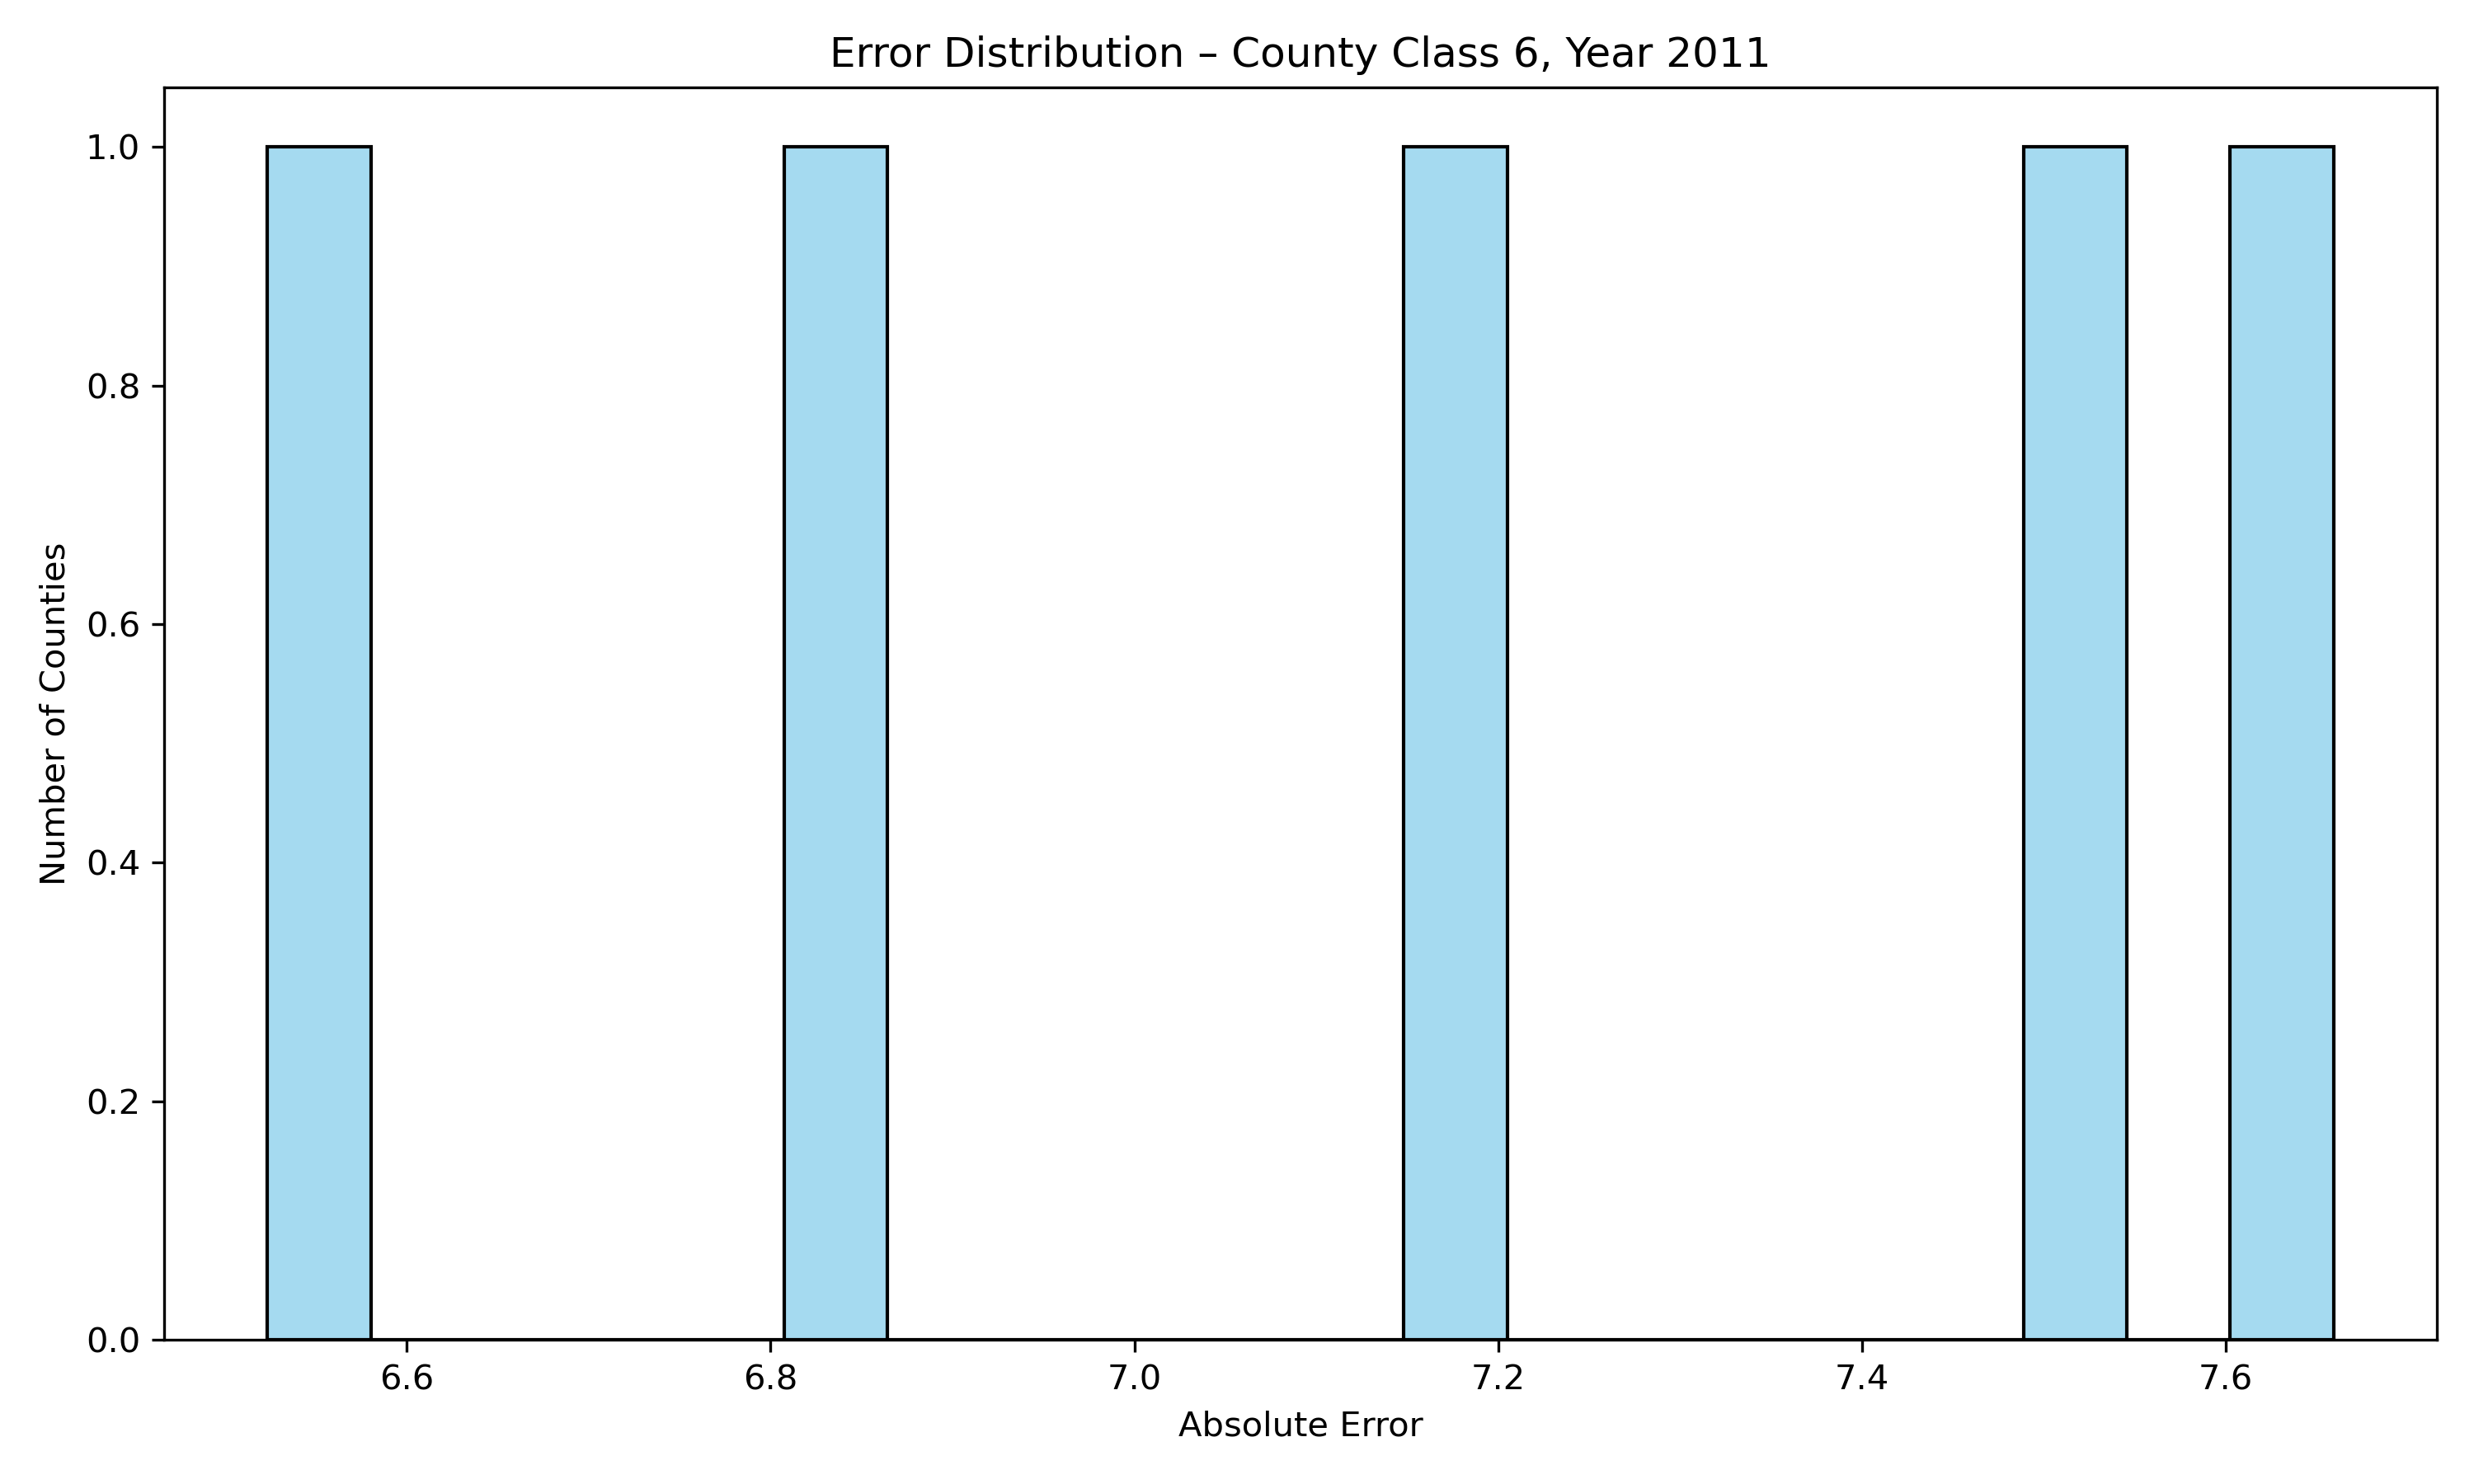 Error Distribution – County Class 6, Year 2011
1.0
0.8
0.6
0.4
0.2
0.0
Number of Counties
6.6 6.8 7.0 7.2 7.4 7.6
Absolute Error